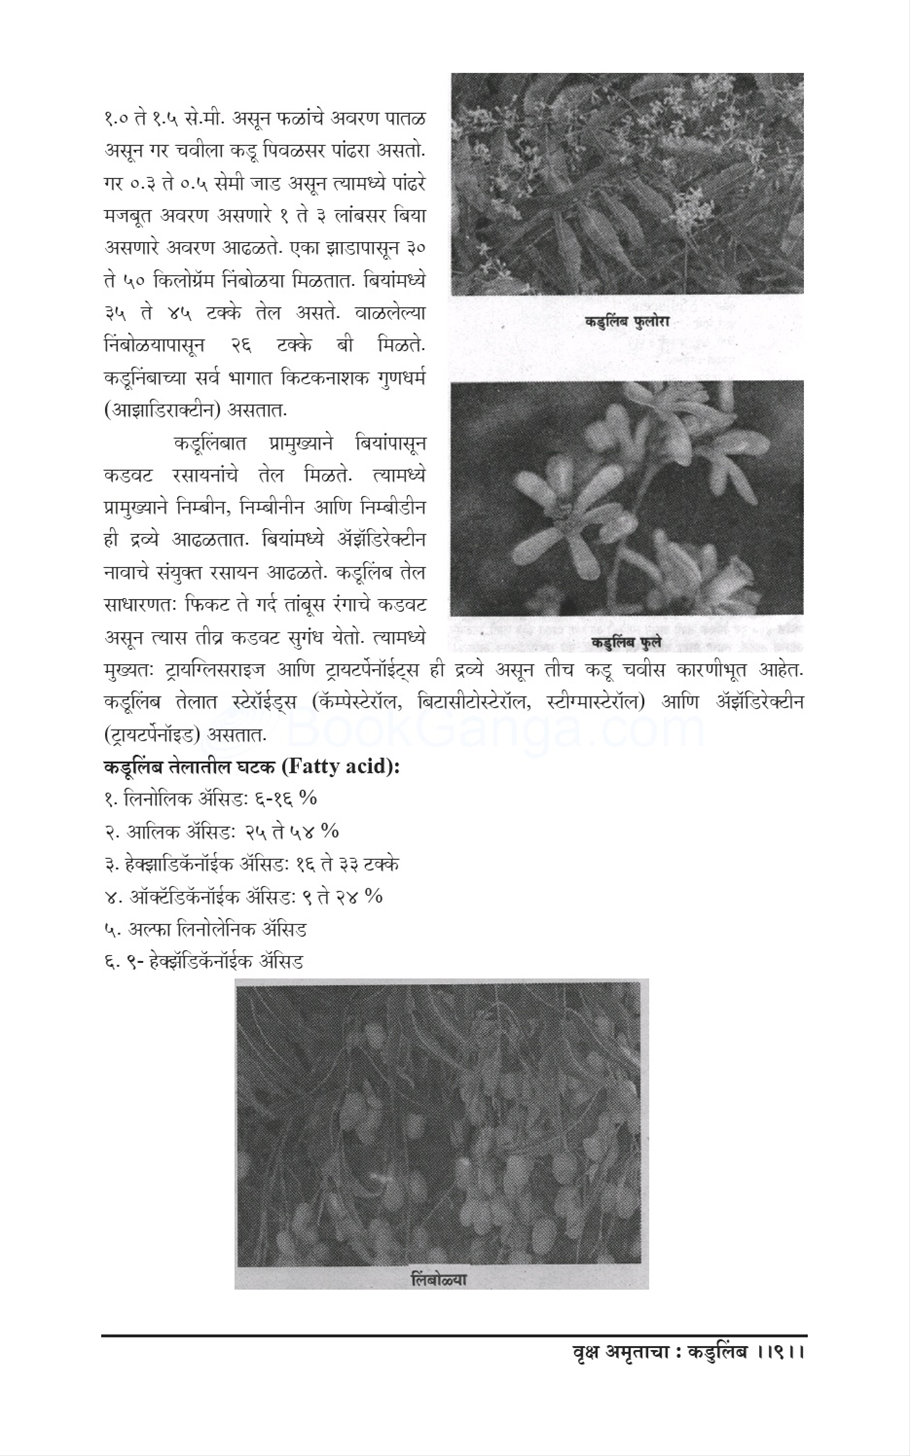 १.० ते १.५ से.मी. असून फळांचे अवरण पातळ
असून गर चवीला कडू पिवळसर पांढरा असतो.
गर ०.३ ते ०.५ सेमी जाड असून त्यामध्ये पांढरे
मजबूत अवरण असणारे १ ते ३ लांबसर बिया
असणारे अवरण आढळते. एका झाडापासून ३०
ते ५० किलोग्रॅम निंबोळया मिळतात. बियांमध्ये
३५ ते ४५ टक्के तेल असते. वाळलेल्या
निंबोळयापासून २६ टक्के बी मिळते.
कडूनिंबाच्या सर्व भागात किटकनाशक गुणधर्म
(आझाडिराक्टीन) असतात.
कडुलिंब फुलोरा
कडूलिंबात प्रामुख्याने बियांपासून
कडवट रसायनांचे तेल मिळते. त्यामध्ये
प्रामुख्याने निम्बीन, निम्बीनीन आणि निम्बीडीन
ही द्रव्ये आढळतात. बियांमध्ये ॲझॅडिरेक्टीन
नावाचे संयुक्त रसायन आढळते. कडूलिंब तेल
साधारणतः फिकट ते गर्द तांबूस रंगाचे कडवट
असून त्यास तीव्र कडवट सुगंध येतो. त्यामध्ये
कडुलिंब फुले
मुख्यतः ट्रायग्लिसराइज आणि ट्रायटर्पेनॉईट्स ही द्रव्ये असून तीच कडू चवीस कारणीभूत आहेत.
कडूलिंब तेलात स्टेरॉईड्स (कॅम्पेस्टेरॉल, बिटासीटोस्टेरॉल, स्टीग्मास्टेरॉल) आणि ॲझॅडिरेक्टीन
(ट्रायटर्पेनॉइड) असतात.
BookGanga.com
कडूलिंब तेलातील घटक (Fatty acid):
१. लिनोलिक ॲसिड: ६-१६ %
२. आलिक ॲसिड: २५ ते ५४ %
३. हेक्झाडिकॅनॉईक ॲसिड: १६ ते ३३ टक्के
४. ऑक्टॅडिकॅनॉईक ॲसिड: ९ ते २४ %
५. अल्फा लिनोलेनिक ॲसिड
६. ९- हेक्झॅडिकॅनॉईक ॲसिड
लिंबोळ्या
वृक्ष अमृताचा : कडुलिंब ।।९।।